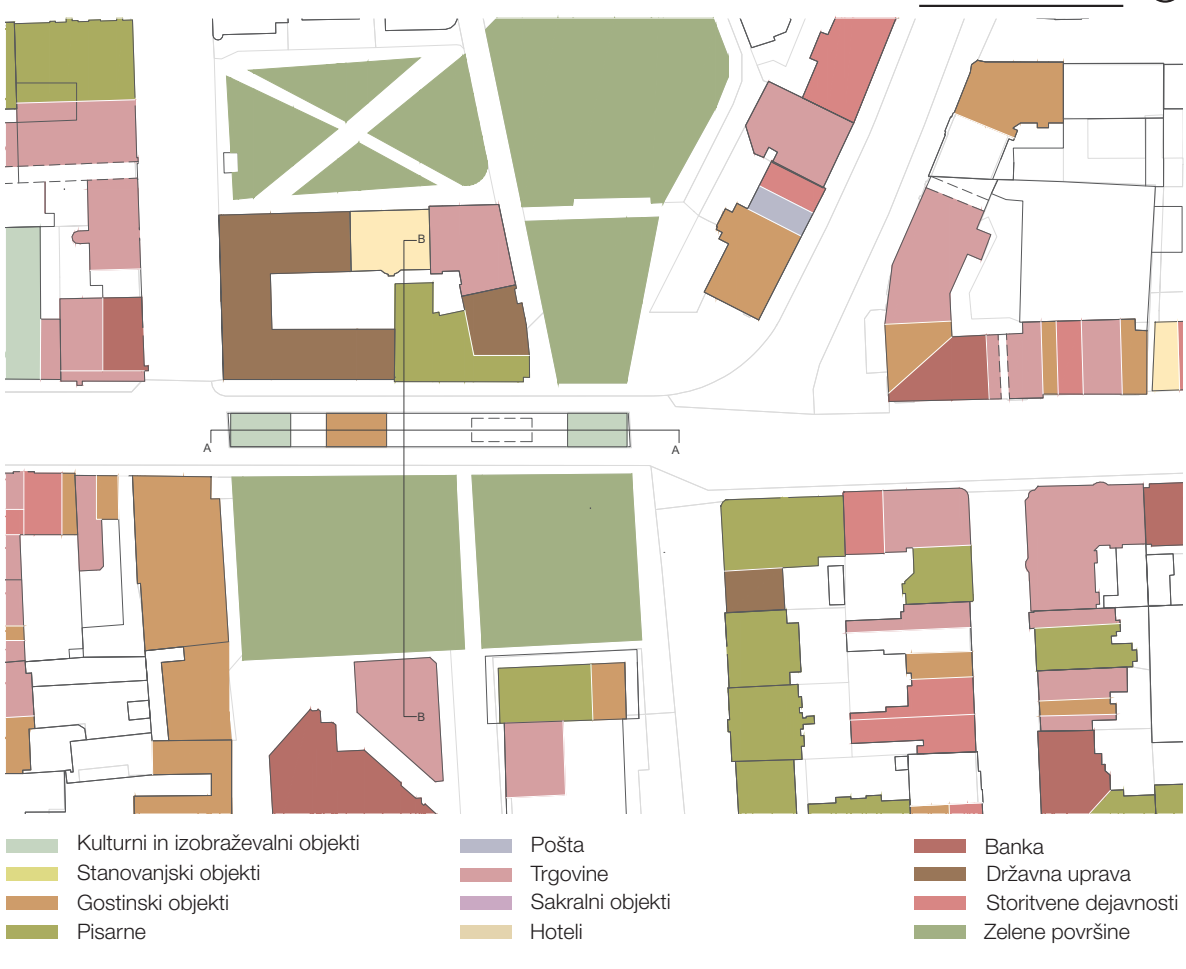 B
A
A
B
Kulturni in izobraževalni objekti
Stanovanjski objekti
Gostinski objekti
Pisarne
Pošta
Trgovine
Sakralni objekti
Hoteli
Banka
Državna uprava
Storitvene dejavnosti
Zelene površine